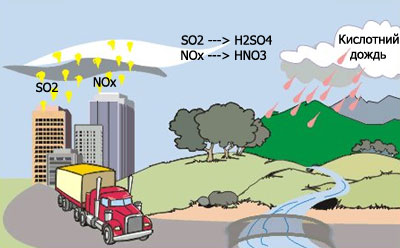 SO2 ---> H2SO4
NOx ---> HNO3
Кислотний
дождь
SO2
NOx